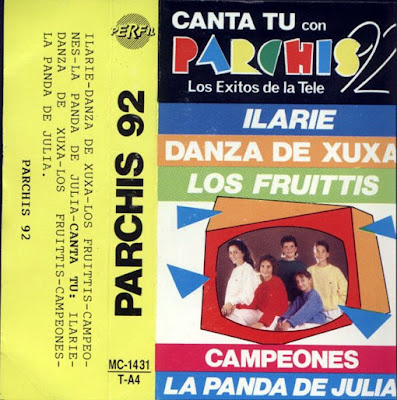 ILARIE-DANZA DE XUXA-LOS FRUITTIS-CAMPEO-
NES-LA PANDA DE JULIA-CANTA TU: ILARIE-
DANZA DE XUXA-LOS FRUITTIS-CAMPEONES-
LA PANDA DE JULIA.
PARCHIS 92
PERFIL
PARCHIS 92
MC-1431
T-A4
CANTA TU con
PARCHIS 92
Los Exitos de la Tele
ILARIE
DANZA DE XUXA
LOS FRUITTIS
CAMPEONES
LA PANDA DE JULIA